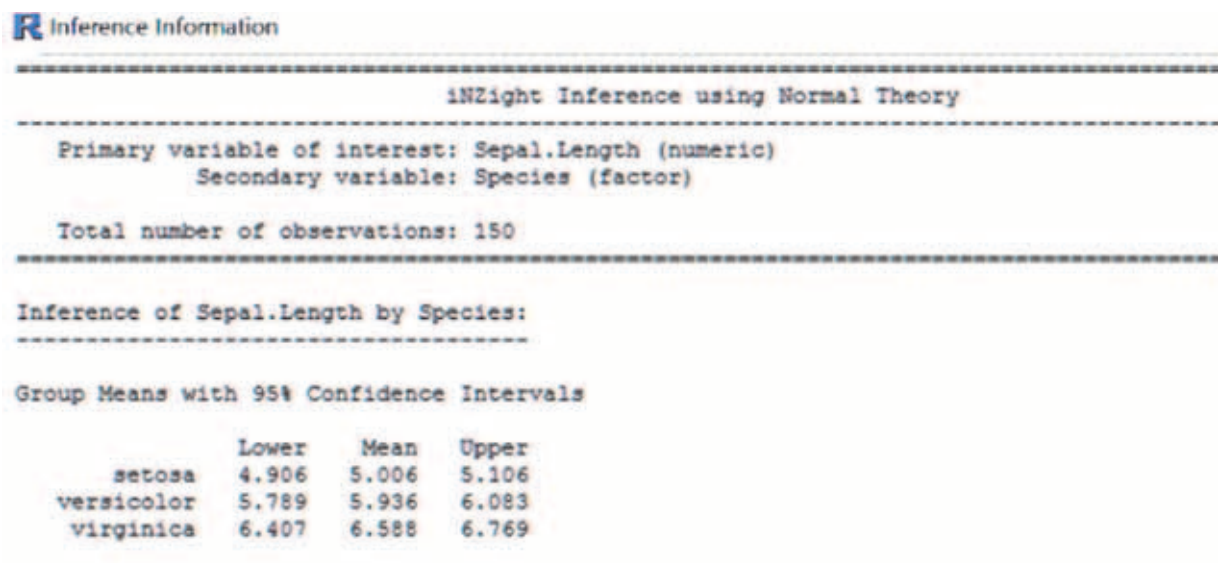 R Inference Information
================================================================================
iNZight Inference using Normal Theory
--------------------------------------------------------------------------------
Primary variable of interest: Sepal.Length (numeric)
Secondary variable: Species (factor)
Total number of observations: 150
================================================================================
Inference of Sepal.Length by Species:
-------------------------------------
Group Means with 95% Confidence Intervals
Lower Mean Upper
setosa 4.906 5.006 5.106
versicolor 5.789 5.936 6.083
virginica 6.407 6.588 6.769